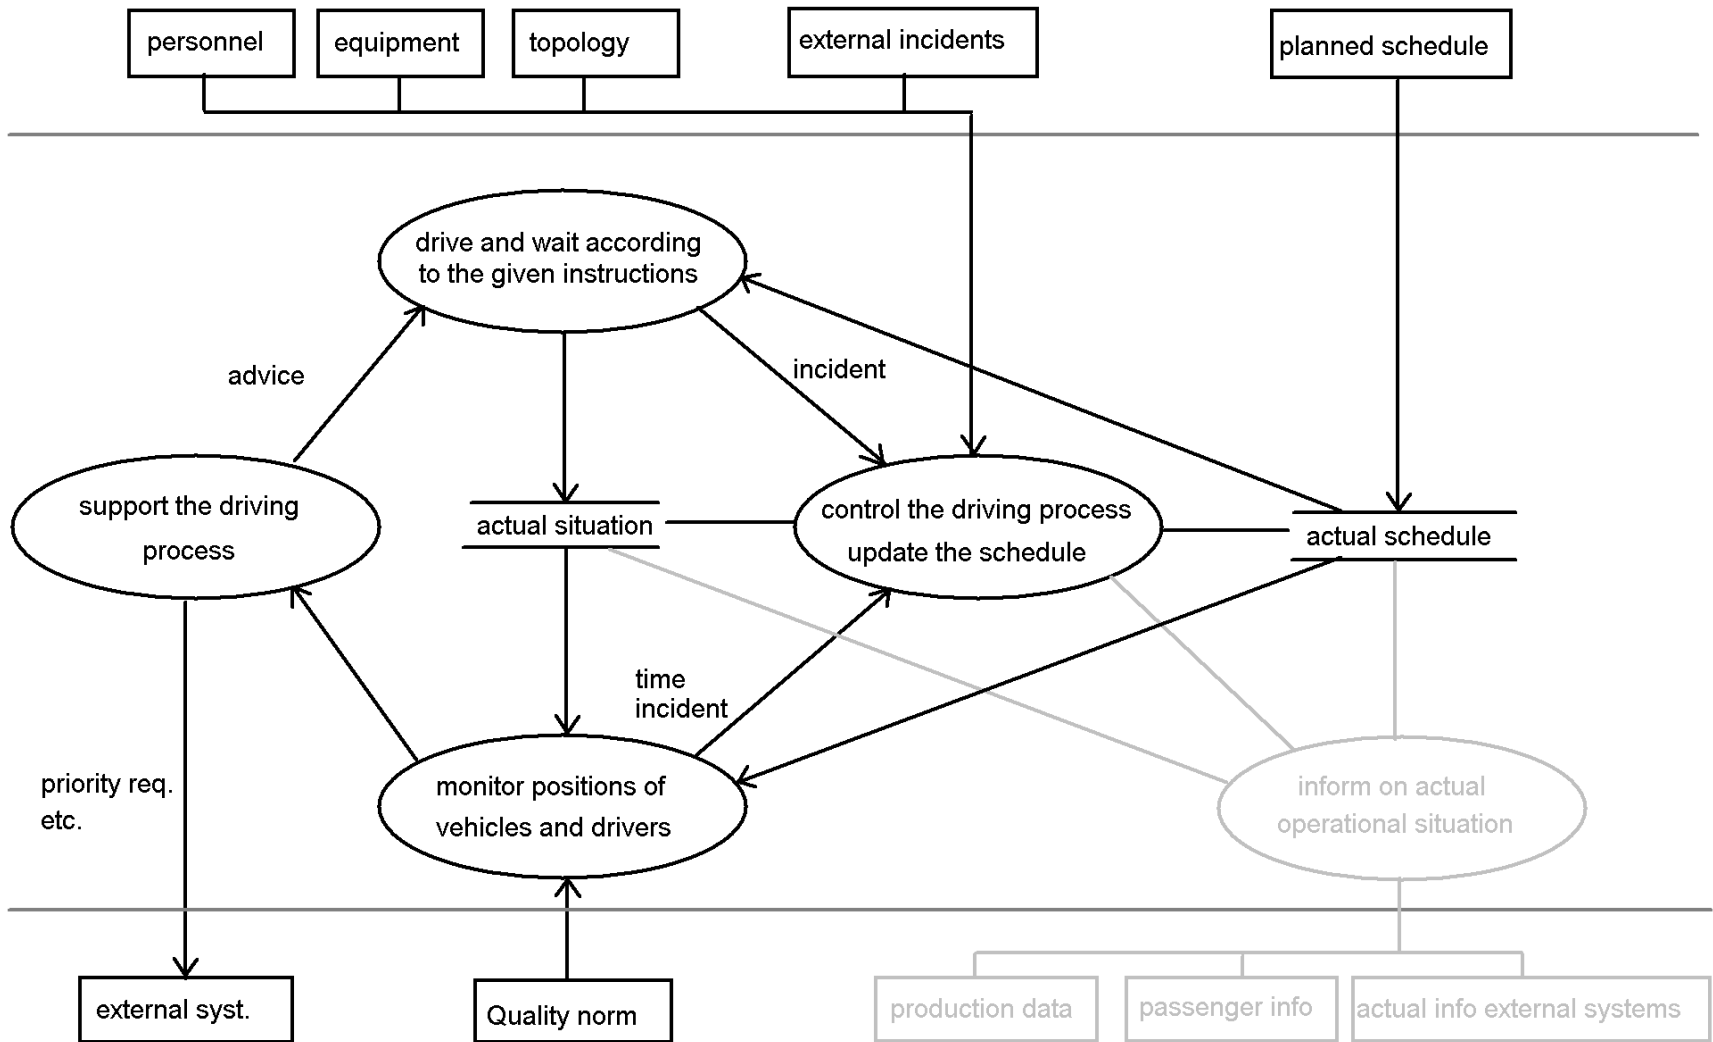 personnel
equipment
topology
external incidents
planned schedule
drive and wait according
to the given instructions
advice
incident
support the driving
process
actual situation
control the driving process
update the schedule
actual schedule
time
incident
priority req.
etc.
monitor positions of
vehicles and drivers
inform on actual
operational situation
external syst.
Quality norm
production data
passenger info
actual info external systems